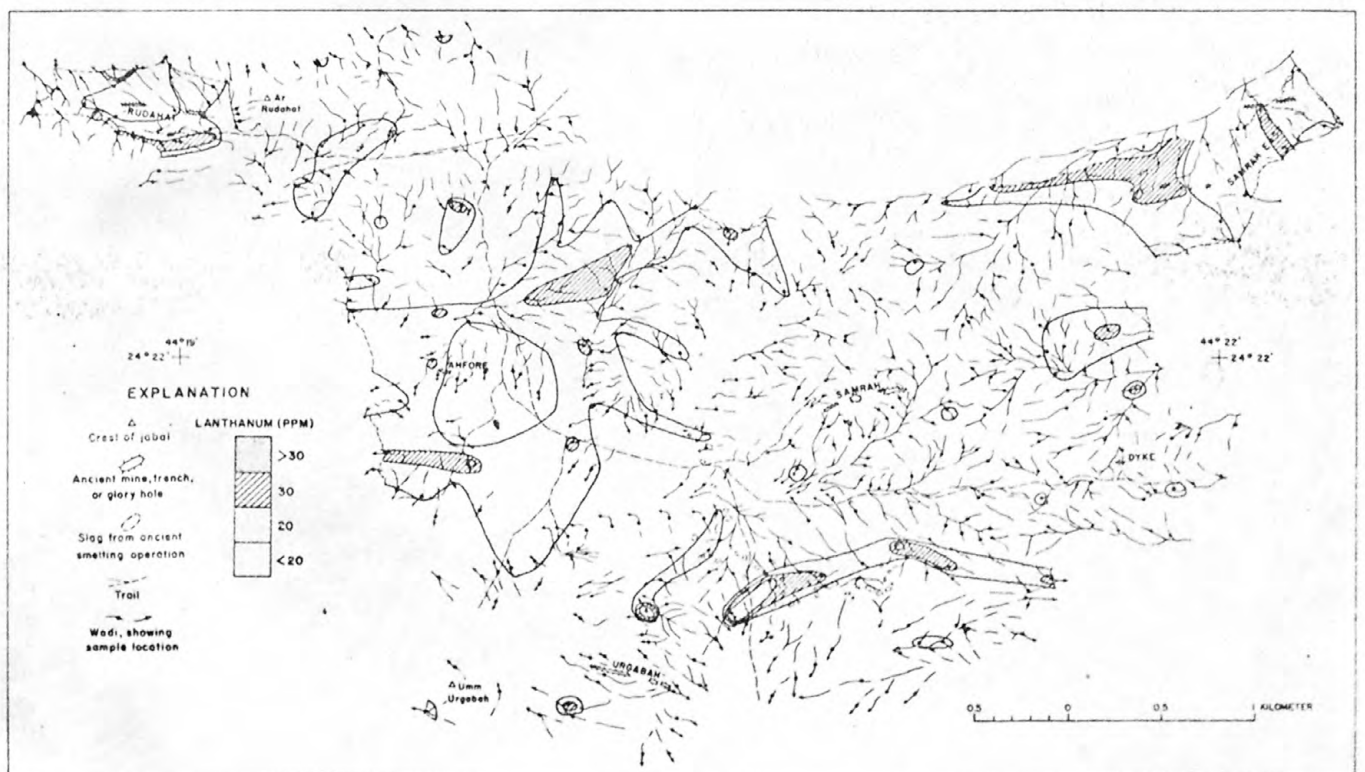 △ Ar
Rudahat
RUDAHAT
SAMRAH E.
44° 19'
24° 22'
44° 22'
24° 22'
AHFORE
SAMRAH
DYKE
URQABAH
△ Umm
Urqabah
EXPLANATION
△
Crest of jabal
Ancient mine, trench,
or glory hole
Slag from ancient
smelting operation
Trail
Wadi, showing
sample location
LANTHANUM (PPM)
>30
30
20
<20
0.5 0 0.5 1 KILOMETER